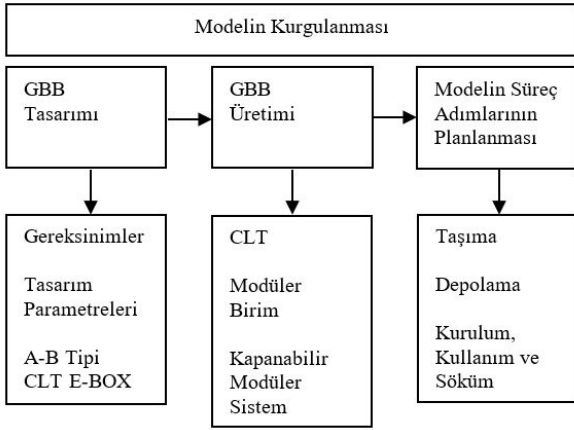 Modelin Kurgulanması
GBB
Tasarımı
GBB
Üretimi
Modelin Süreç
Adımlarının
Planlanması
Gereksinimler
Tasarım
Parametreleri
A-B Tipi
CLT E-BOX
CLT
Modüler
Birim
Kapanabilir
Modüler
Sistem
Taşıma
Depolama
Kurulum,
Kullanım ve
Söküm